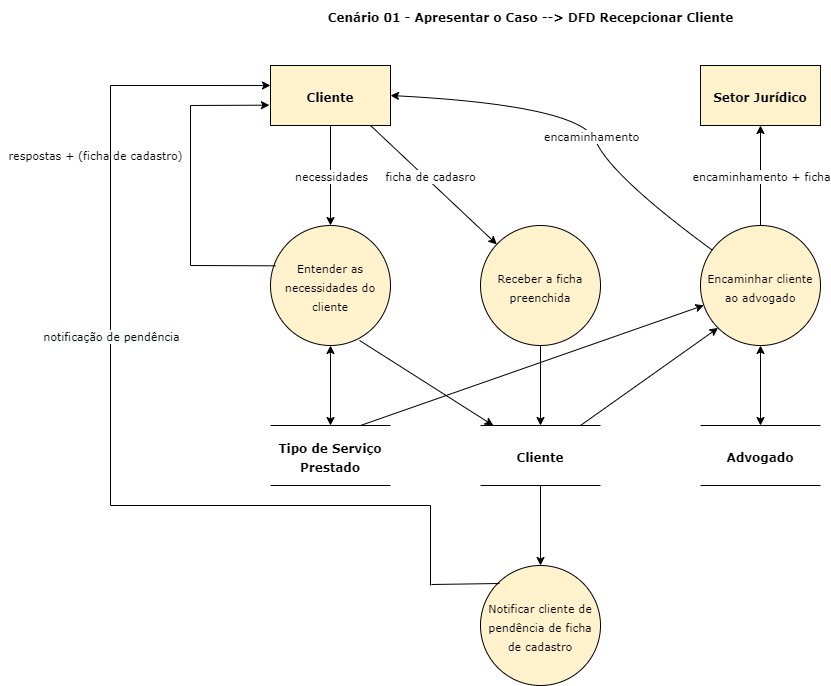 Cenário 01 - Apresentar o Caso --> DFD Recepcionar Cliente
Cliente
Setor Jurídico
encaminhamento
respostas + (ficha de cadastro)
necessidades
ficha de cadasro
encaminhamento + ficha
Entender as
necessidades do
cliente
Receber a ficha
preenchida
Encaminhar cliente
ao advogado
notificação de pendência
Tipo de Serviço
Prestado
Cliente
Advogado
Notificar cliente de
pendência de ficha
de cadastro